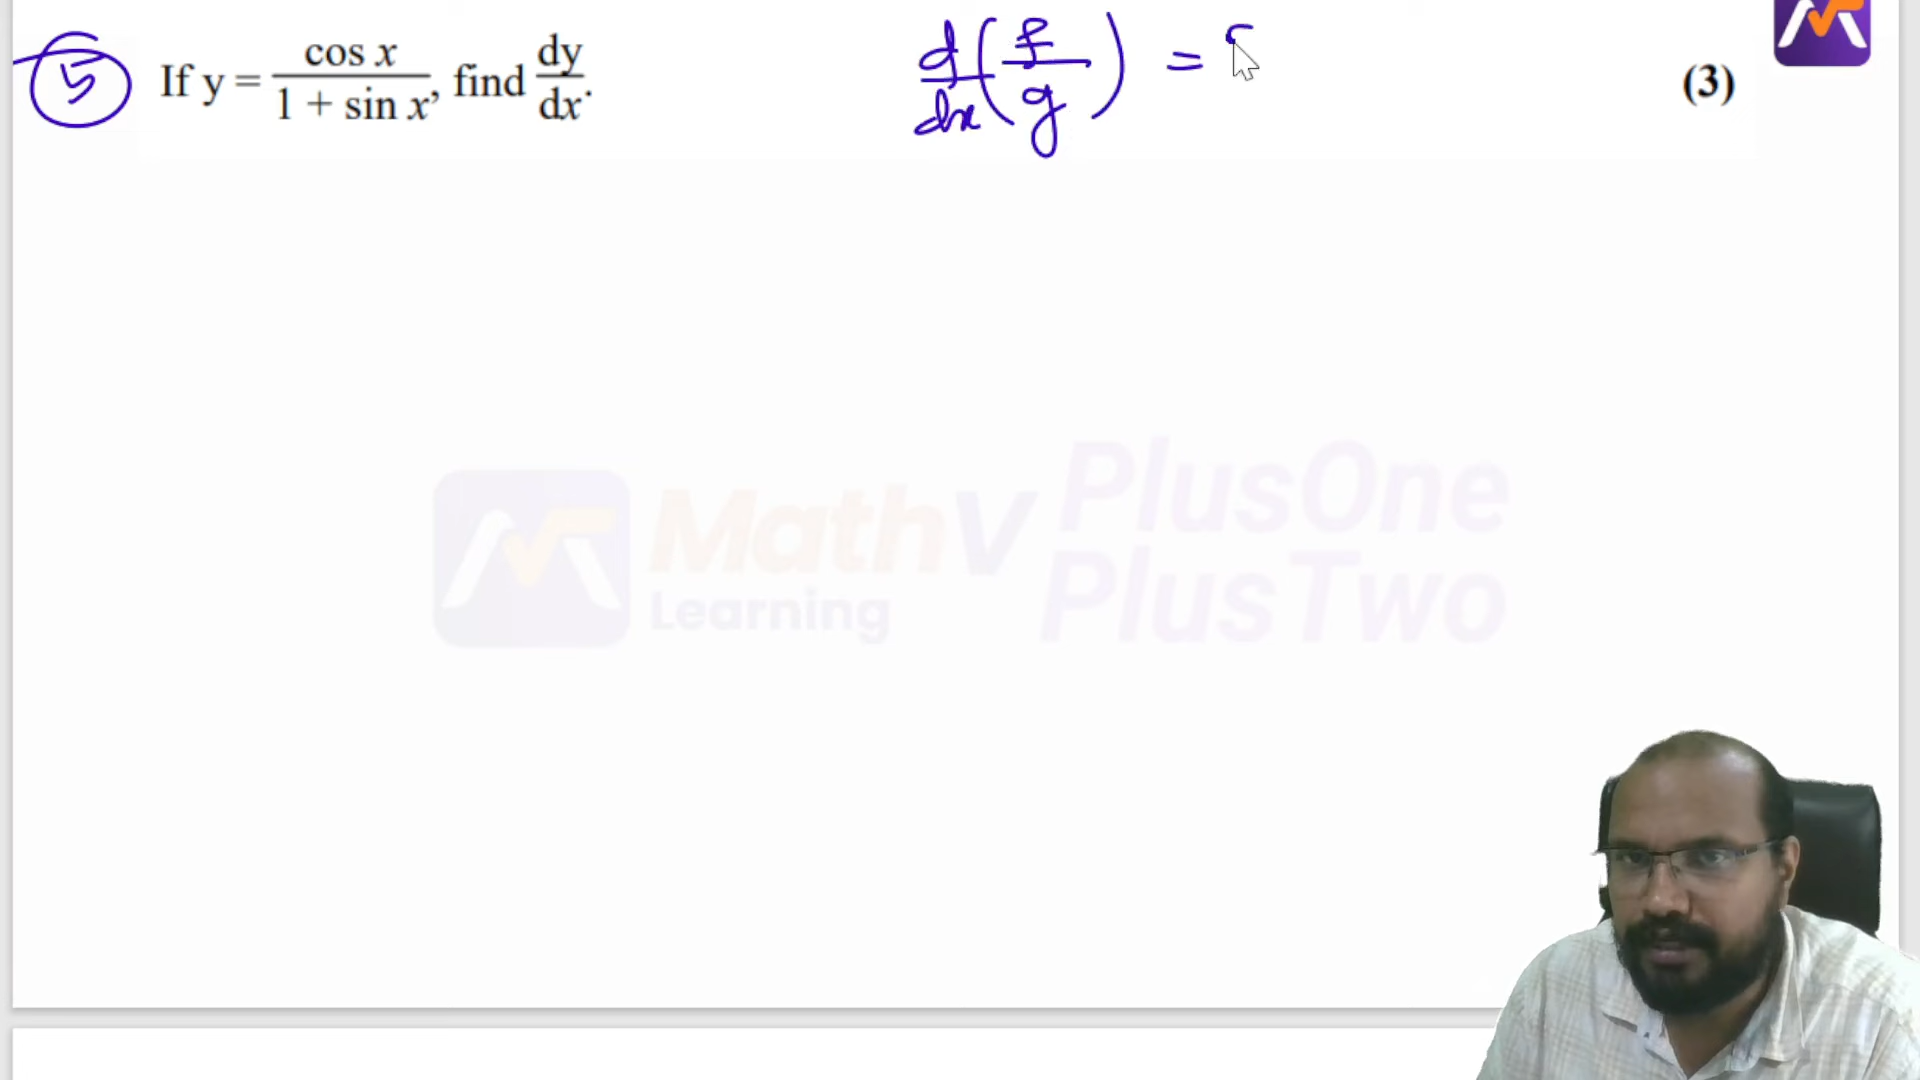 5 If y = cos x / 1 + sin x, find dy/dx. d/dx (f/g) = (3)
MathV PlusOne
Learning PlusTwo